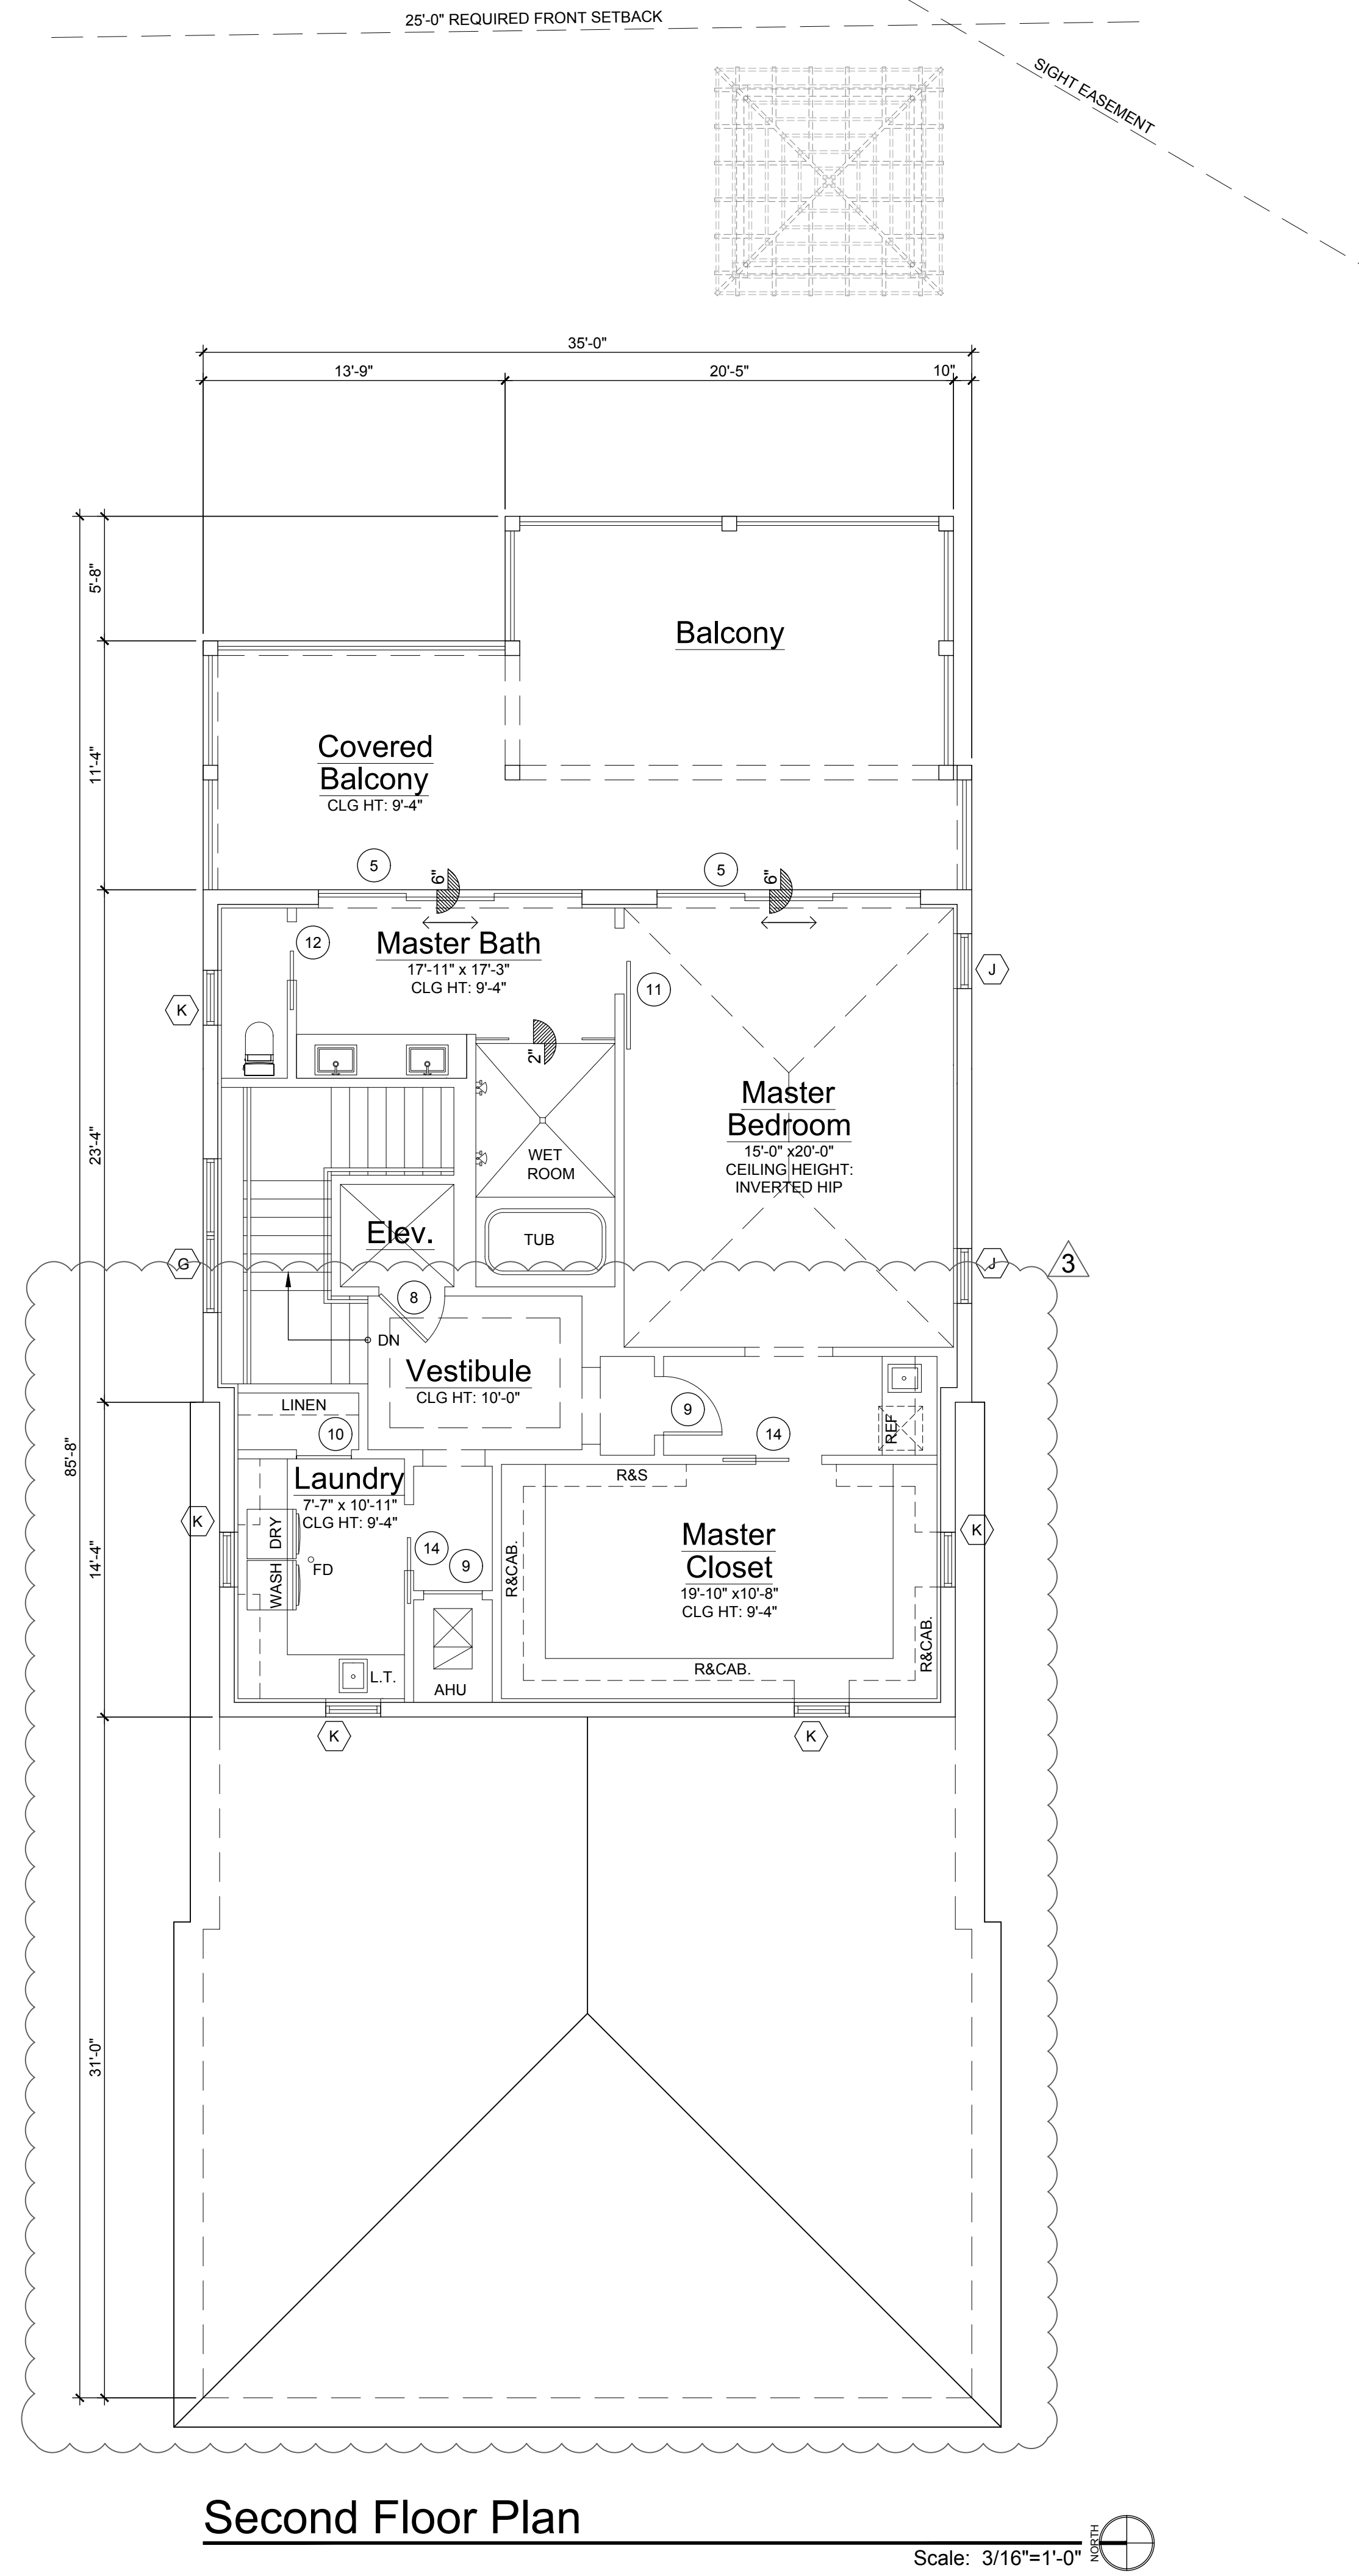 25'-0" REQUIRED FRONT SETBACK
SIGHT EASEMENT
35'-0"
13'-9"
20'-5"
10"
5'-8"
Balcony
11'-4"
Covered
Balcony
CLG HT: 9'-4"
5
6"
5
6"
12
Master Bath
17'-11" x 17'-3"
CLG HT: 9'-4"
11
J
K
2"
Master
Bedroom
15'-0" x20'-0"
CEILING HEIGHT:
INVERTED HIP
23'-4"
WET
ROOM
Elev.
TUB
G
J
3
8
DN
Vestibule
CLG HT: 10'-0"
LINEN
10
9
14
REF
85'-8"
Laundry
7'-7" x 10'-11"
CLG HT: 9'-4"
R&S
K
DRY
WASH
FD
14
9
R&CAB.
Master
Closet
19'-10" x10'-8"
CLG HT: 9'-4"
K
14'-4"
R&CAB.
R&CAB.
L.T.
AHU
K
K
31'-0"
Second Floor Plan
Scale: 3/16"=1'-0"
NORTH